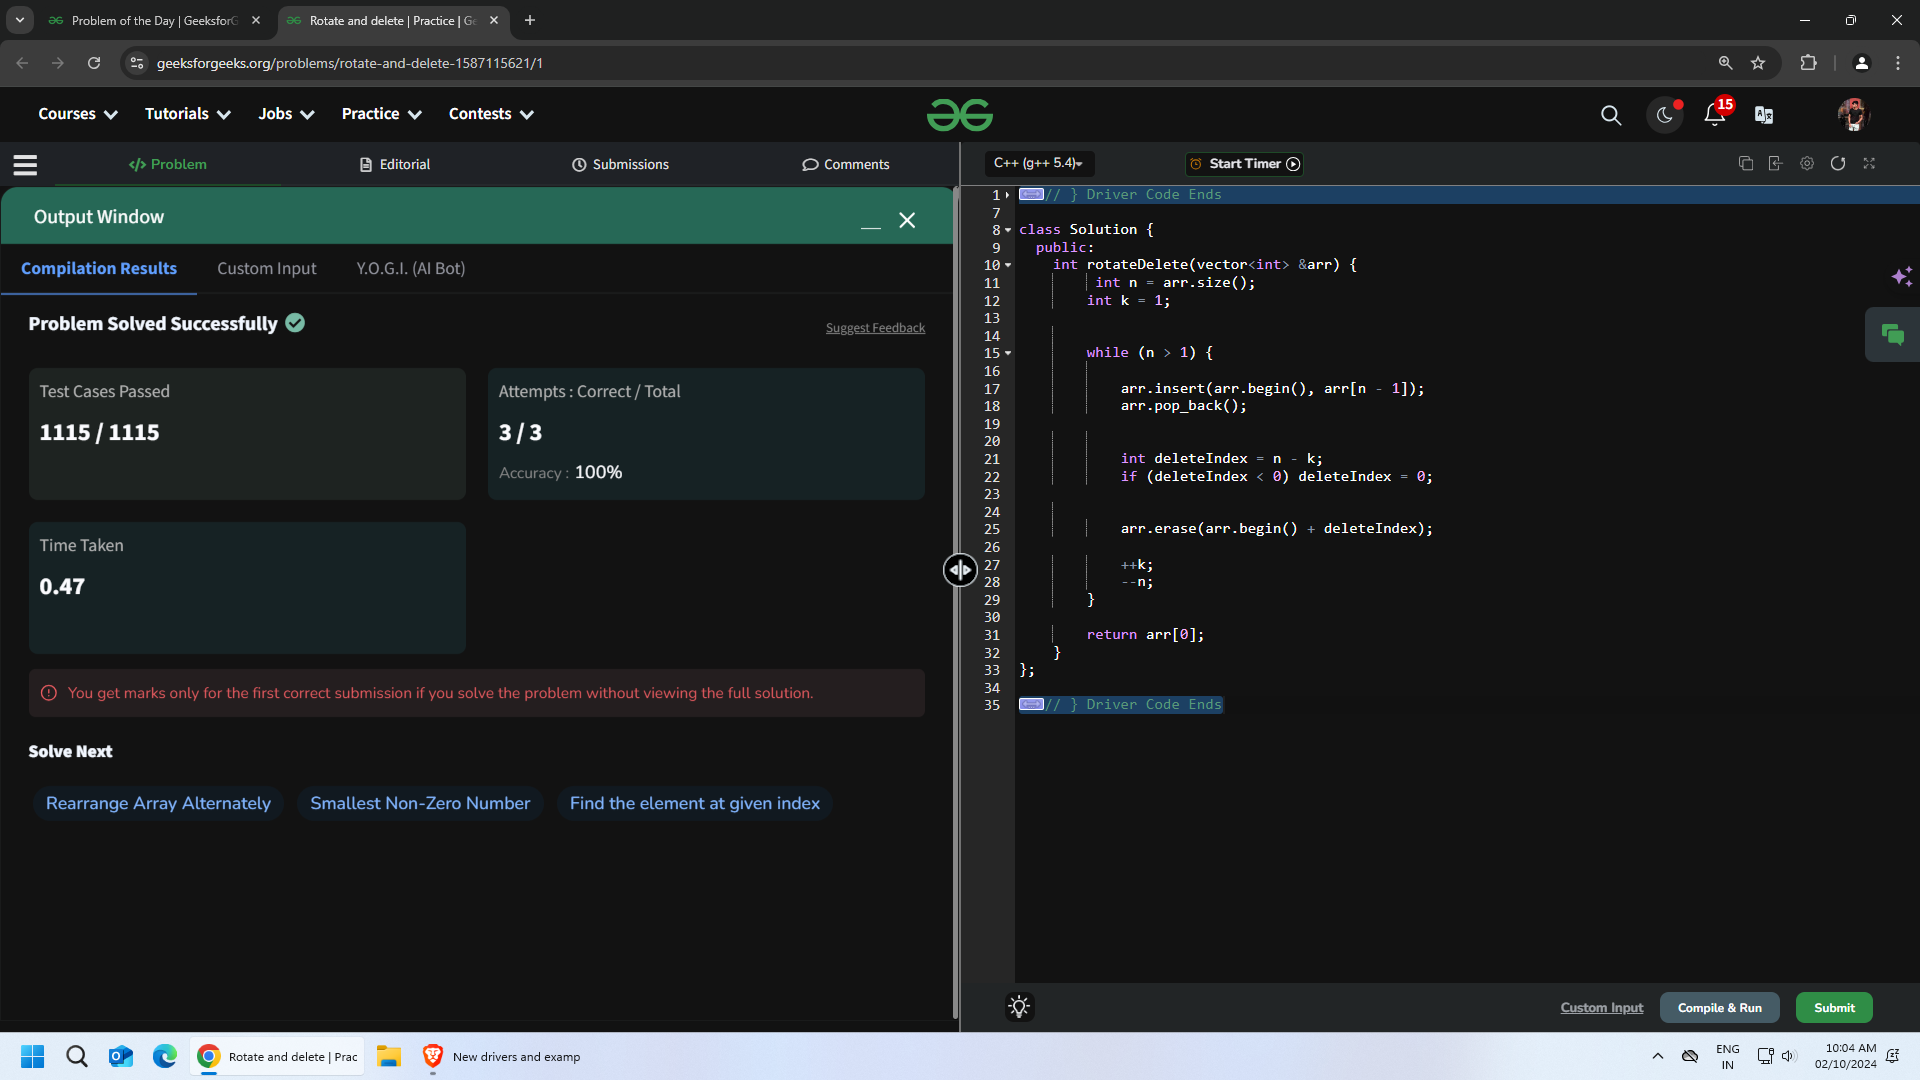 Problem of the Day | GeeksforG
Rotate and delete | Practice | Ge
geeksforgeeks.org/problems/rotate-and-delete-1587115621/1
Courses
Tutorials
Jobs
Practice
Contests
15
</> Problem
Editorial
Submissions
Comments
C++ (g++ 5.4)
Start Timer
Output Window
Compilation Results
Custom Input
Y.O.G.I. (AI Bot)
Problem Solved Successfully
Suggest Feedback
Test Cases Passed
1115 / 1115
Attempts : Correct / Total
3 / 3
Accuracy : 100%
Time Taken
0.47
You get marks only for the first correct submission if you solve the problem without viewing the full solution.
Solve Next
Rearrange Array Alternately
Smallest Non-Zero Number
Find the element at given index
1 // } Driver Code Ends
7
8 class Solution {
9 public:
10 int rotateDelete(vector<int> &arr) {
11 int n = arr.size();
12 int k = 1;
13
14
15 while (n > 1) {
16
17 arr.insert(arr.begin(), arr[n - 1]);
18 arr.pop_back();
19
20
21 int deleteIndex = n - k;
22 if (deleteIndex < 0) deleteIndex = 0;
23
24
25 arr.erase(arr.begin() + deleteIndex);
26
27 ++k;
28 --n;
29 }
30
31 return arr[0];
32 }
33 };
34
35 // } Driver Code Ends
Custom Input
Compile & Run
Submit
Rotate and delete | Prac
New drivers and examp
ENG
IN
10:04 AM
02/10/2024